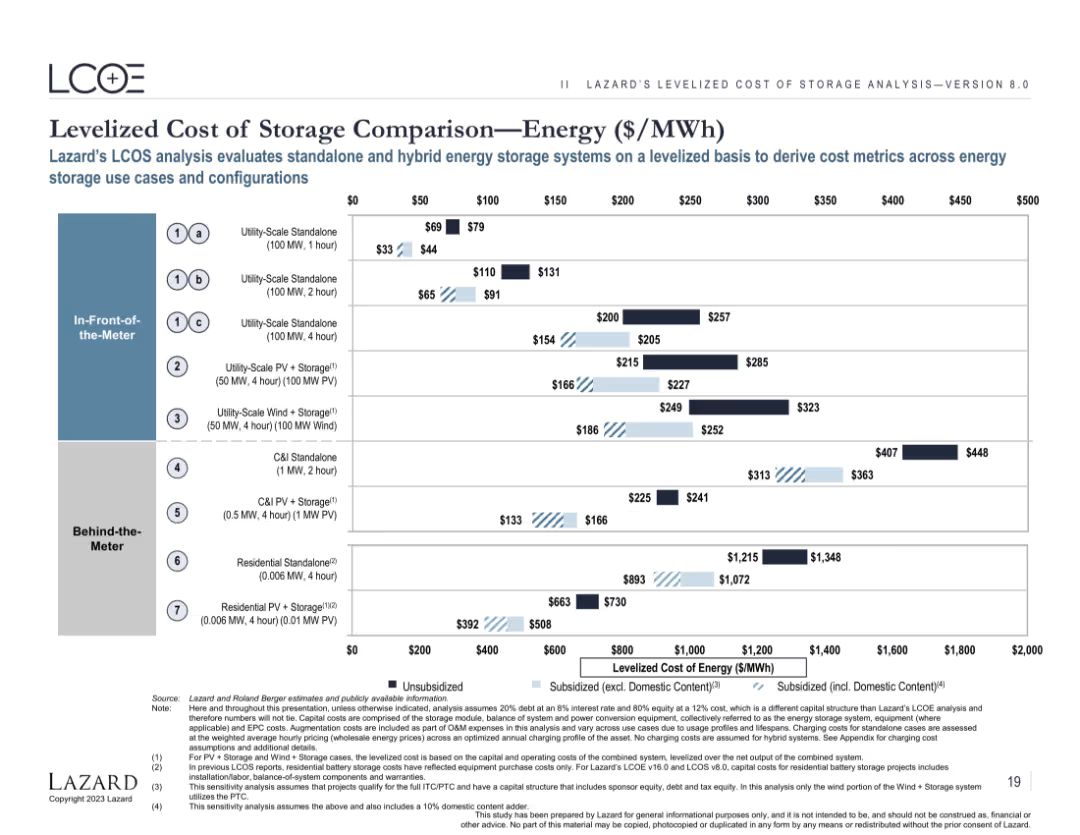 LCOE
II LAZARD'S LEVELIZED COST OF STORAGE ANALYSIS—VERSION 8.0
Levelized Cost of Storage Comparison—Energy ($/MWh)
Lazard's LCOS analysis evaluates standalone and hybrid energy storage systems on a levelized basis to derive cost metrics across energy
storage use cases and configurations
$0 $50 $100 $150 $200 $250 $300 $350 $400 $450 $500
In-Front-of-
the-Meter
1 a Utility-Scale Standalone
(100 MW, 1 hour)
$69 $79
$33 $44
1 b Utility-Scale Standalone
(100 MW, 2 hour)
$110 $131
$65 $91
1 c Utility-Scale Standalone
(100 MW, 4 hour)
$200 $257
$154 $205
2 Utility-Scale PV + Storage(1)
(50 MW, 4 hour) (100 MW PV)
$215 $285
$166 $227
3 Utility-Scale Wind + Storage(1)
(50 MW, 4 hour) (100 MW Wind)
$249 $323
$186 $252
Behind-the-
Meter
4 C&I Standalone
(1 MW, 2 hour)
$407 $448
$313 $363
5 C&I PV + Storage(1)
(0.5 MW, 4 hour) (1 MW PV)
$225 $241
$133 $166
6 Residential Standalone(2)
(0.006 MW, 4 hour)
$1,215 $1,348
$893 $1,072
7 Residential PV + Storage(1)(2)
(0.006 MW, 4 hour) (0.01 MW PV)
$663 $730
$392 $508
$0 $200 $400 $600 $800 $1,000 $1,200 $1,400 $1,600 $1,800 $2,000
Levelized Cost of Energy ($/MWh)
Unsubsidized Subsidized (excl. Domestic Content)(3) Subsidized (incl. Domestic Content)(4)
Source: Lazard and Roland Berger estimates and publicly available information.
Note: Here and throughout this presentation, unless otherwise indicated, analysis assumes 20% debt at an 8% interest rate and 80% equity at a 12% cost, which is a different capital structure than Lazard's LCOE analysis and
therefore numbers will not tie. Capital costs are comprised of the storage module, balance of system and power conversion equipment, collectively referred to as the energy storage system, equipment (where
applicable) and EPC costs. Augmentation costs are included as part of O&M expenses in this analysis and vary across use cases due to usage profiles and lifespans. Charging costs for standalone cases are assessed
at the weighted average hourly pricing (wholesale energy prices) across an optimized annual charging profile of the asset. No charging costs are assumed for hybrid systems. See Appendix for charging cost
assumptions and additional details.
(1) For PV + Storage and Wind + Storage cases, the levelized cost is based on the capital and operating costs of the combined system, levelized over the net output of the combined system.
(2) In previous LCOS reports, residential battery storage costs have reflected equipment purchase costs only. For Lazard's LCOE v16.0 and LCOS v8.0, capital costs for residential battery storage projects includes
installation/labor, balance-of-system components and warranties.
(3) This sensitivity analysis assumes that projects qualify for the full ITC/PTC and have a capital structure that includes sponsor equity, debt and tax equity. In this analysis only the wind portion of the Wind + Storage system
utilizes the PTC.
(4) This sensitivity analysis assumes the above and also includes a 10% domestic content adder.
LAZARD
Copyright 2023 Lazard
19
This study has been prepared by Lazard for general informational purposes only, and it is not intended to be, and should not be construed as, financial or
other advice. No part of this material may be copied, photocopied or duplicated in any form by any means or redistributed without the prior consent of Lazard.